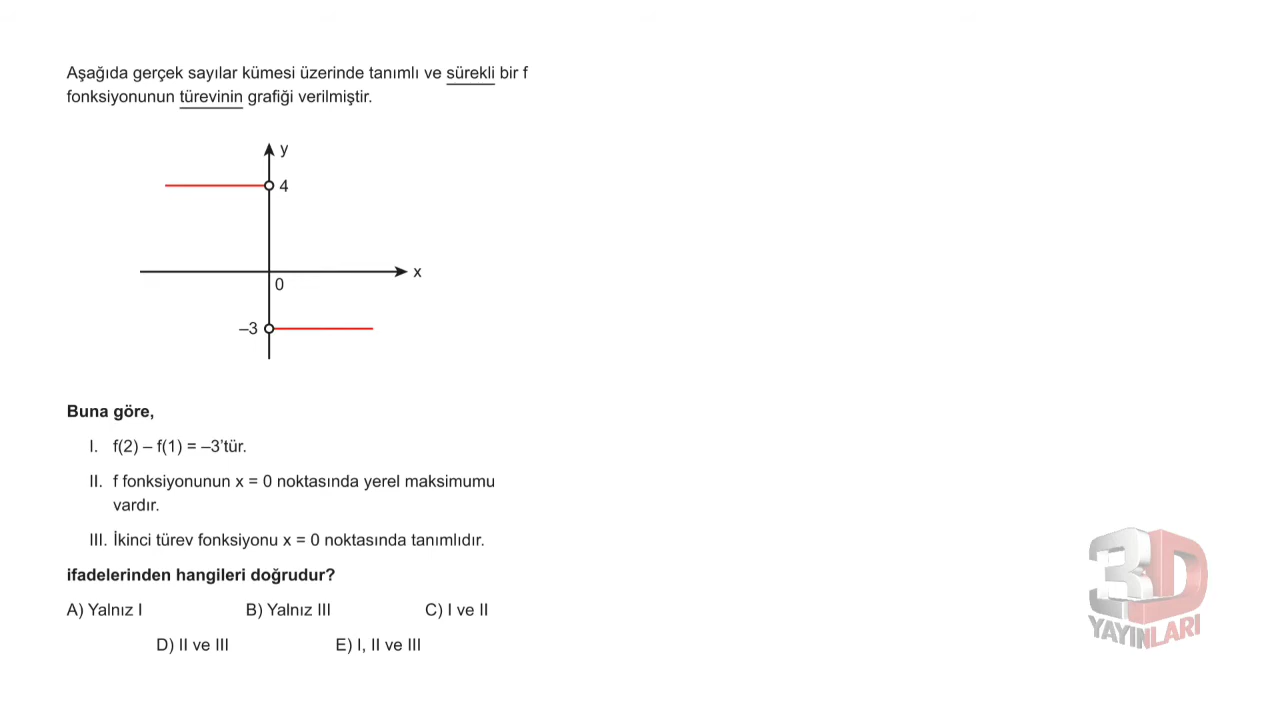 Aşağıda gerçek sayılar kümesi üzerinde tanımlı ve sürekli bir f
fonksiyonunun türevinin grafiği verilmiştir.
y
4
x
0
–3
Buna göre,
I. f(2) – f(1) = –3’tür.
II. f fonksiyonunun x = 0 noktasında yerel maksimumu
vardır.
III. İkinci türev fonksiyonu x = 0 noktasında tanımlıdır.
ifadelerinden hangileri doğrudur?
A) Yalnız I B) Yalnız III C) I ve II
D) II ve III E) I, II ve III
3D
YAYINLARI